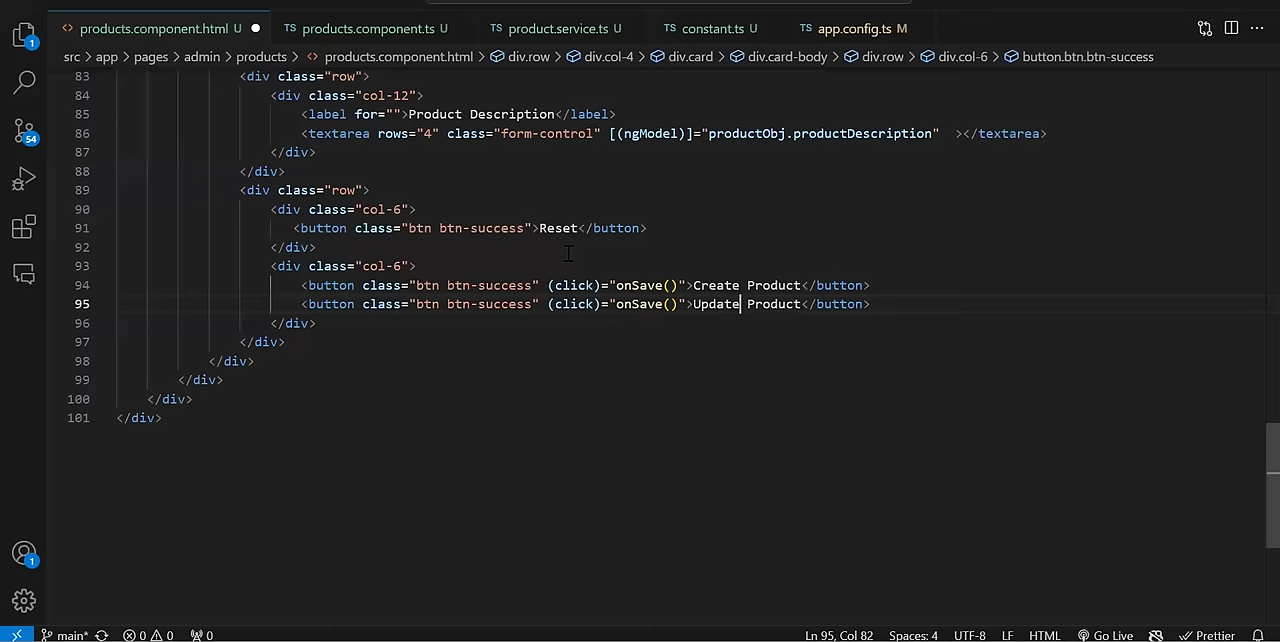 products.component.html U
TS products.component.ts U
TS product.service.ts U
TS constant.ts U
TS app.config.ts M
src > app > pages > admin > products > <> products.component.html > div.row > div.col-4 > div.card > div.card-body > div.row > div.col-6 > button.btn.btn-success
83 <div class="row">
84 <div class="col-12">
85 <label for="">Product Description</label>
86 <textarea rows="4" class="form-control" [(ngModel)]="productObj.productDescription" ></textarea>
87 </div>
88 </div>
89 <div class="row">
90 <div class="col-6">
91 <button class="btn btn-success">Reset</button>
92 </div>
93 <div class="col-6">
94 <button class="btn btn-success" (click)="onSave()">Create Product</button>
95 <button class="btn btn-success" (click)="onSave()">Update Product</button>
96 </div>
97 </div>
98 </div>
99 </div>
100 </div>
101 </div>
1
54
1
main* 0 0 0 Ln 95, Col 82 Spaces: 4 UTF-8 LF HTML Go Live Prettier